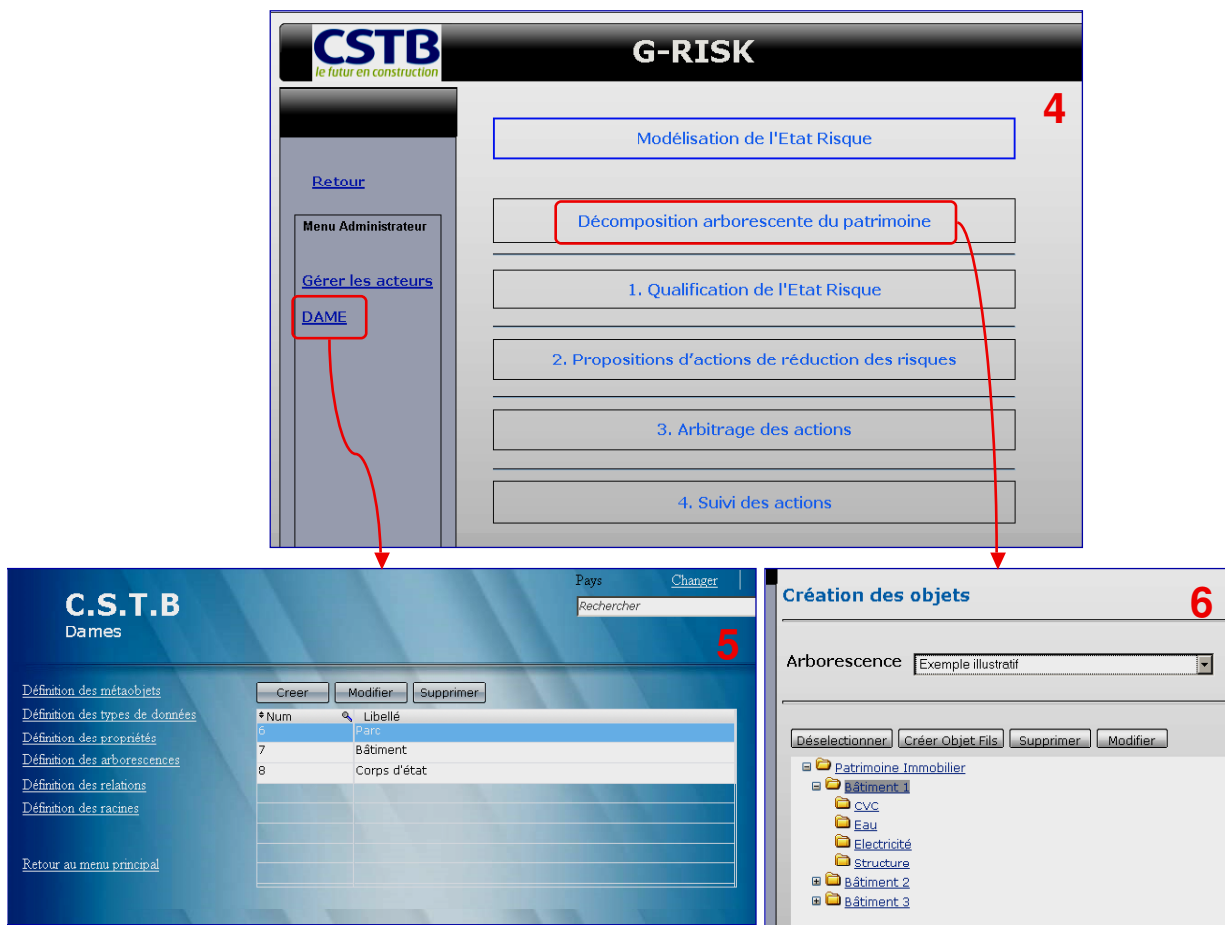 CSTB
le futur en construction
G-RISK
4
Modélisation de l'Etat Risque
Retour
Menu Administrateur
Gérer les acteurs
DAME
Décomposition arborescente du patrimoine
1. Qualification de l'Etat Risque
2. Propositions d'actions de réduction des risques
3. Arbitrage des actions
4. Suivi des actions
C.S.T.B
Dames
Pays
Changer
Rechercher
5
Définition des métaobjets
Définition des types de données
Définition des propriétés
Définition des arborescences
Définition des relations
Définition des racines
Retour au menu principal
Creer Modifier Supprimer
Num Libellé
6 Parc
7 Bâtiment
8 Corps d'état
Création des objets
6
Arborescence Exemple illustratif
Déselectionner Créer Objet Fils Supprimer Modifier
Patrimoine Immobilier
Bâtiment 1
CVC
Eau
Electricité
Structure
Bâtiment 2
Bâtiment 3